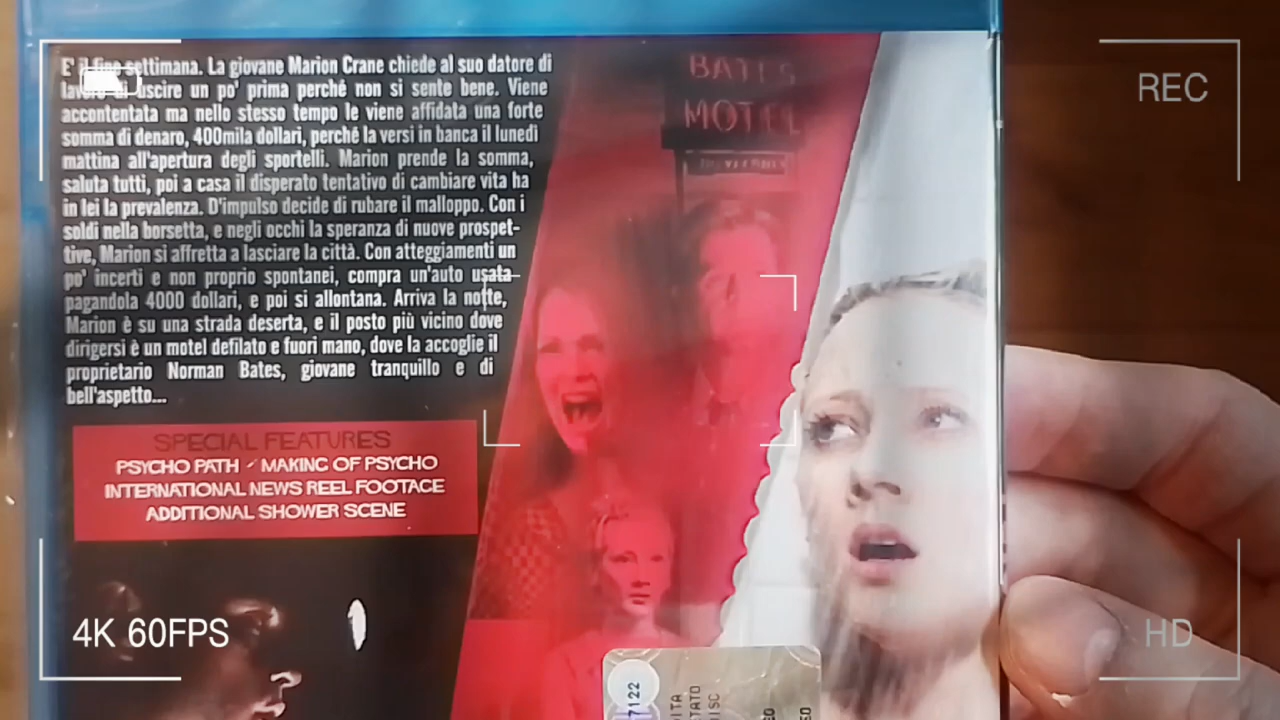 E' il fine settimana. La giovane Marion Crane chiede al suo datore di
lavoro di uscire un po' prima perché non si sente bene. Viene
accontentata ma nello stesso tempo le viene affidata una forte
somma di denaro, 400mila dollari, perché la versi in banca il lunedì
mattina all'apertura degli sportelli. Marion prende la somma,
saluta tutti, poi a casa il disperato tentativo di cambiare vita ha
in lei la prevalenza. D'impulso decide di rubare il malloppo. Con i
soldi nella borsetta, e negli occhi la speranza di nuove prospet-
tive, Marion si affretta a lasciare la città. Con atteggiamenti un
po' incerti e non proprio spontanei, compra un'auto usata
pagandola 4000 dollari, e poi si allontana. Arriva la notte,
Marion è su una strada deserta, e il posto più vicino dove
dirigersi è un motel defilato e fuori mano, dove la accoglie il
proprietario Norman Bates, giovane tranquillo e di
bell'aspetto...
SPECIAL FEATURES
PSYCHO PATH - MAKING OF PSYCHO
INTERNATIONAL NEWS REEL FOOTAGE
ADDITIONAL SHOWER SCENE
BATES
MOTEL
REC
4K 60FPS
HD
7122